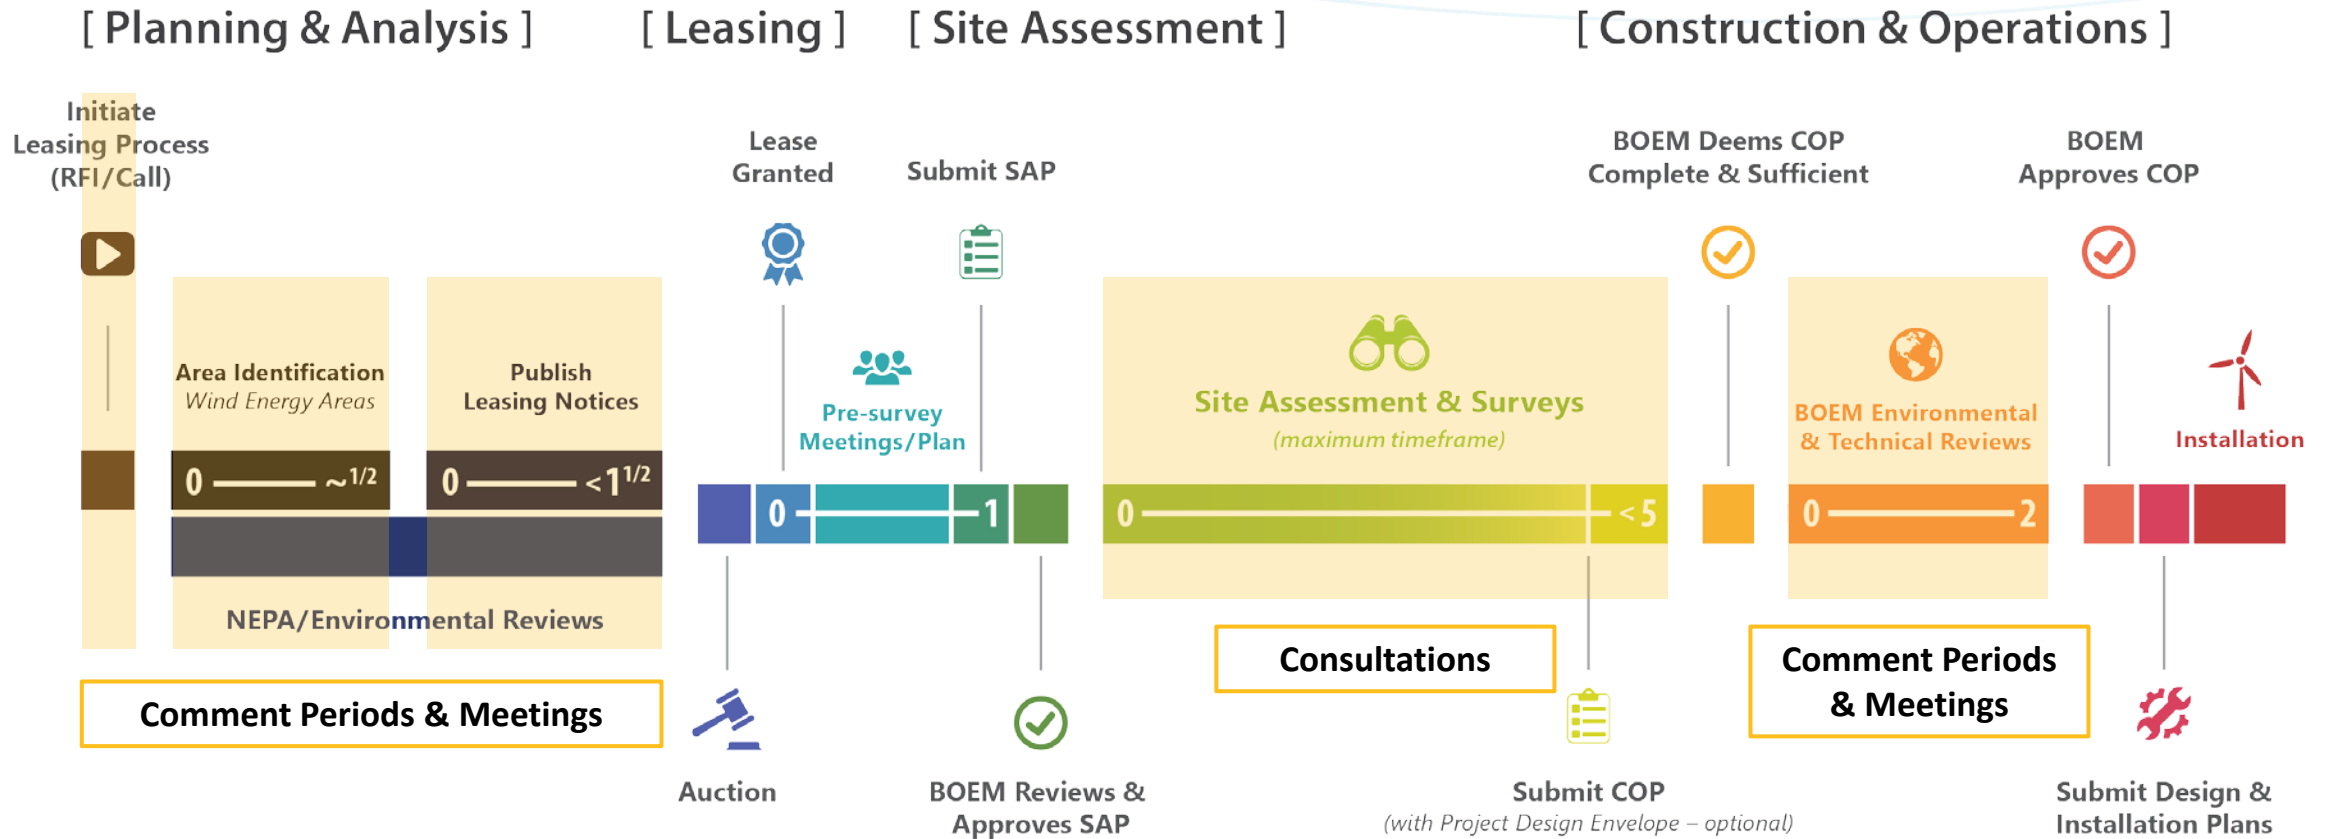 [ Planning & Analysis ]
[ Leasing ]
[ Site Assessment ]
[ Construction & Operations ]
Initiate
Leasing Process
(RFI/Call)
Lease
Granted
Submit SAP
BOEM Deems COP
Complete & Sufficient
BOEM
Approves COP
Area Identification
Wind Energy Areas
Publish
Leasing Notices
Pre-survey
Meetings/Plan
Site Assessment & Surveys
(maximum timeframe)
BOEM Environmental
& Technical Reviews
Installation
0 ~1/2
0 <1 1/2
0 1
0 <5
0 2
NEPA/Environmental Reviews
Comment Periods & Meetings
Consultations
Comment Periods
& Meetings
Auction
BOEM Reviews &
Approves SAP
Submit COP
(with Project Design Envelope – optional)
Submit Design &
Installation Plans